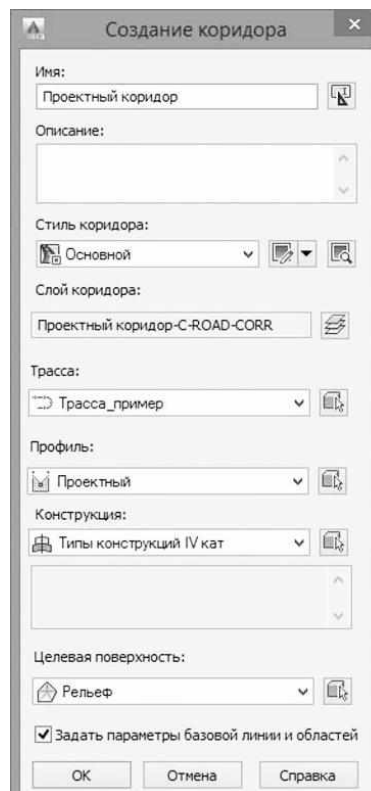 Создание коридора
Имя:
Проектный коридор
Описание:
Стиль коридора:
Основной
Слой коридора:
Проектный коридор-C-ROAD-CORR
Трасса:
Трасса_пример
Профиль:
Проектный
Конструкция:
Типы конструкций IV кат
Целевая поверхность:
Рельеф
Задать параметры базовой линии и областей
ОК Отмена Справка